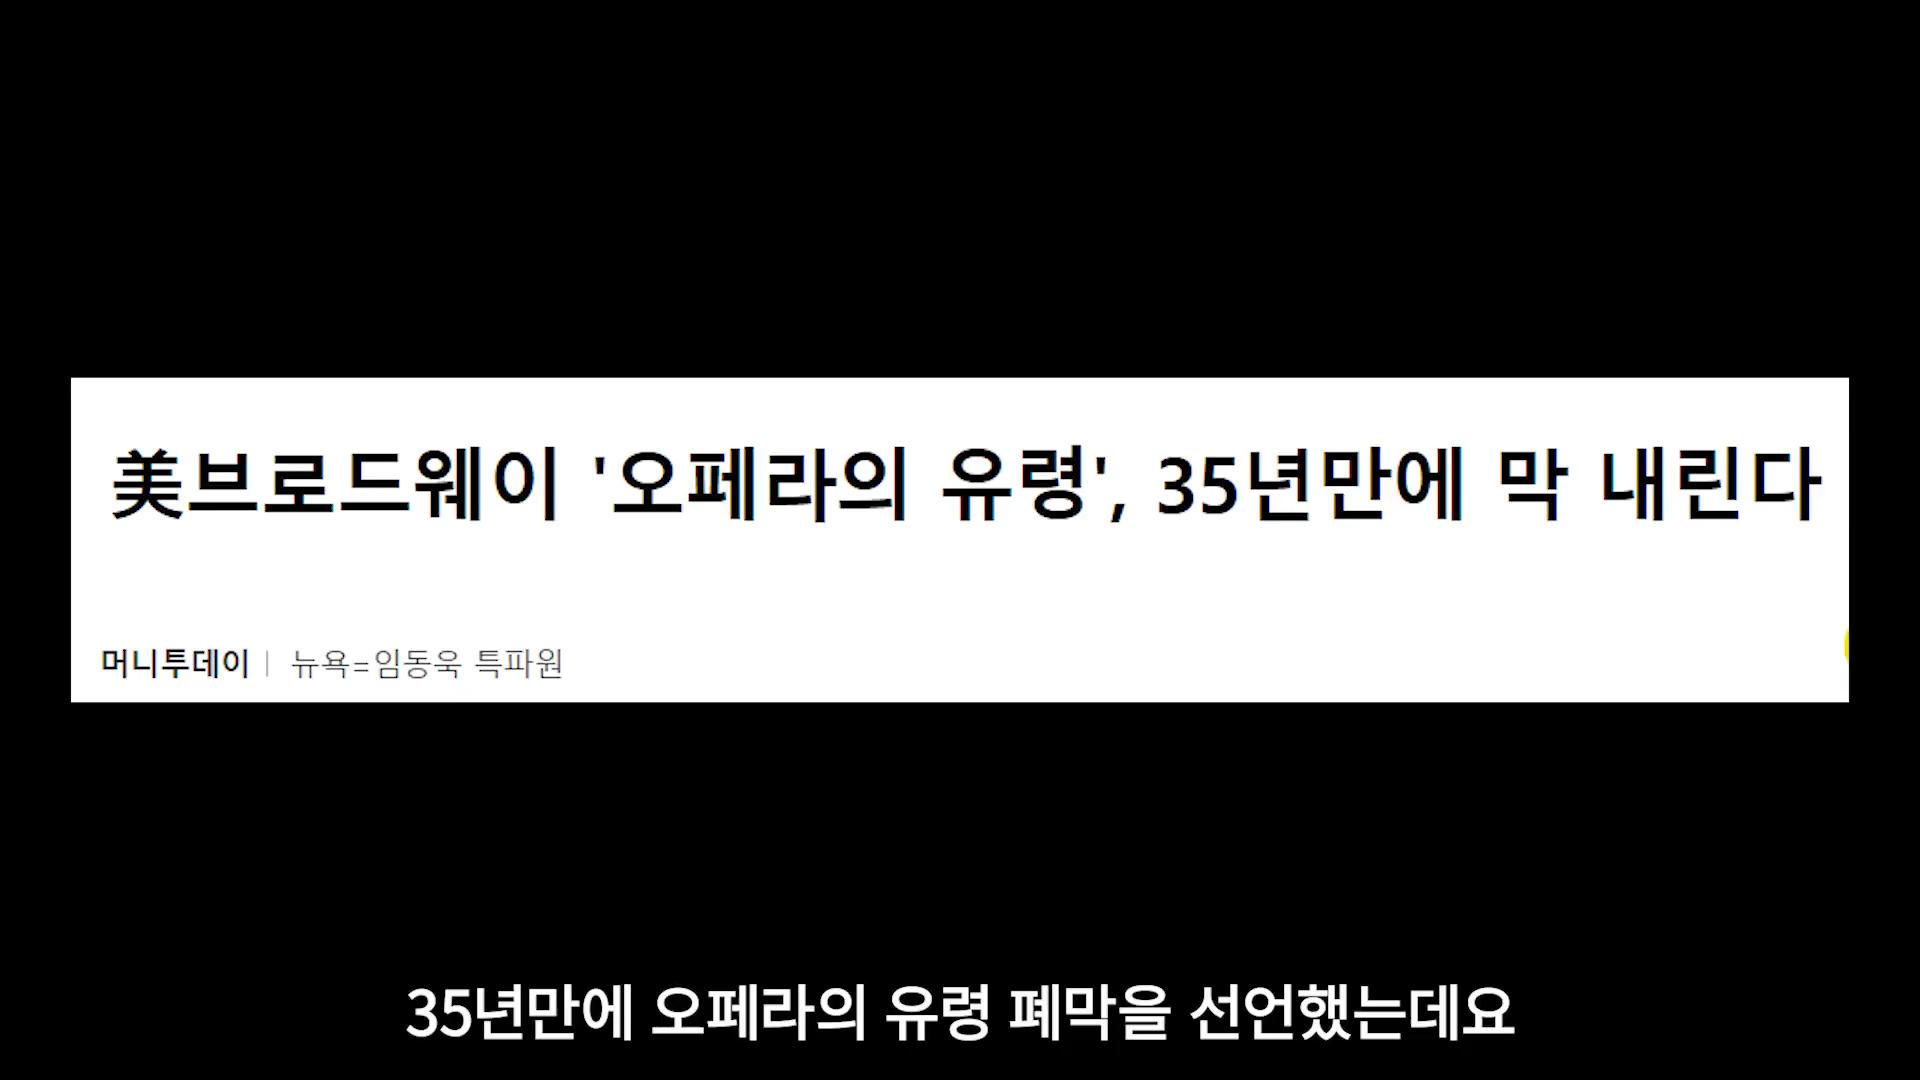 美브로드웨이 '오페라의 유령', 35년만에 막 내린다
머니투데이 | 뉴욕=임동욱 특파원
35년만에 오페라의 유령 폐막을 선언했는데요